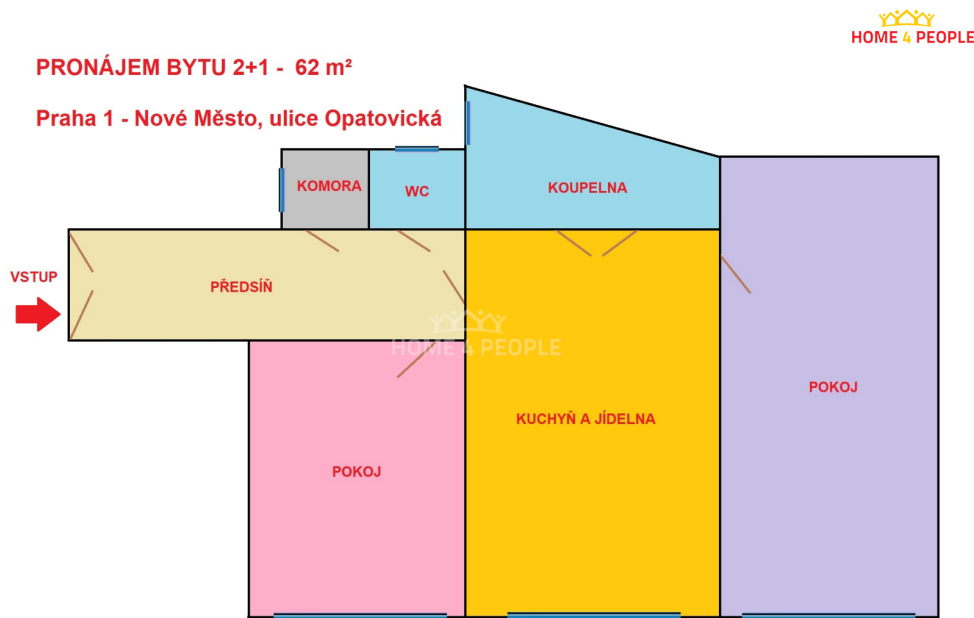 HOME 4 PEOPLE
PRONÁJEM BYTU 2+1 - 62 m²
Praha 1 - Nové Město, ulice Opatovická
KOMORA
WC
KOUPELNA
VSTUP
PŘEDSÍŇ
HOME 4 PEOPLE
POKOJ
KUCHYŇ A JÍDELNA
POKOJ